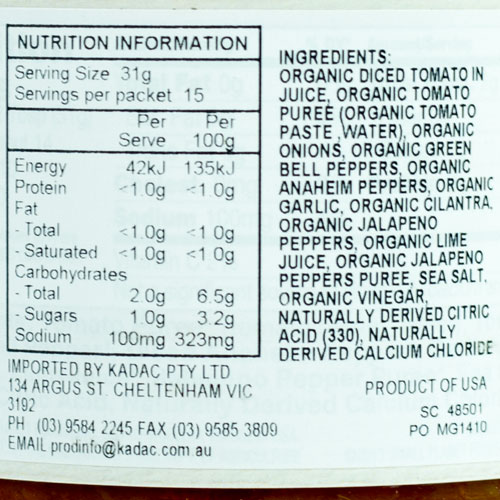 NUTRITION INFORMATION
Serving Size 31g
Servings per packet 15
Per Per
Serve 100g
Energy 42kJ 135kJ
Protein <1.0g <1.0g
Fat
- Total <1.0g <1.0g
- Saturated <1.0g <1.0g
Carbohydrates
- Total 2.0g 6.5g
- Sugars 1.0g 3.2g
Sodium 100mg 323mg
IMPORTED BY KADAC PTY LTD
134 ARGUS ST, CHELTENHAM VIC
3192
PH (03) 9584 2245 FAX (03) 9585 3809
EMAIL prodinfo@kadac.com.au
INGREDIENTS:
ORGANIC DICED TOMATO IN
JUICE, ORGANIC TOMATO
PUREE (ORGANIC TOMATO
PASTE ,WATER), ORGANIC
ONIONS, ORGANIC GREEN
BELL PEPPERS, ORGANIC
ANAHEIM PEPPERS, ORGANIC
GARLIC, ORGANIC CILANTRA,
ORGANIC JALAPENO
PEPPERS, ORGANIC LIME
JUICE, ORGANIC JALAPENO
PEPPERS PUREE, SEA SALT,
ORGANIC VINEGAR,
NATURALLY DERIVED CITRIC
ACID (330), NATURALLY
DERIVED CALCIUM CHLORIDE
PRODUCT OF USA
SC 48501
PO MG1410